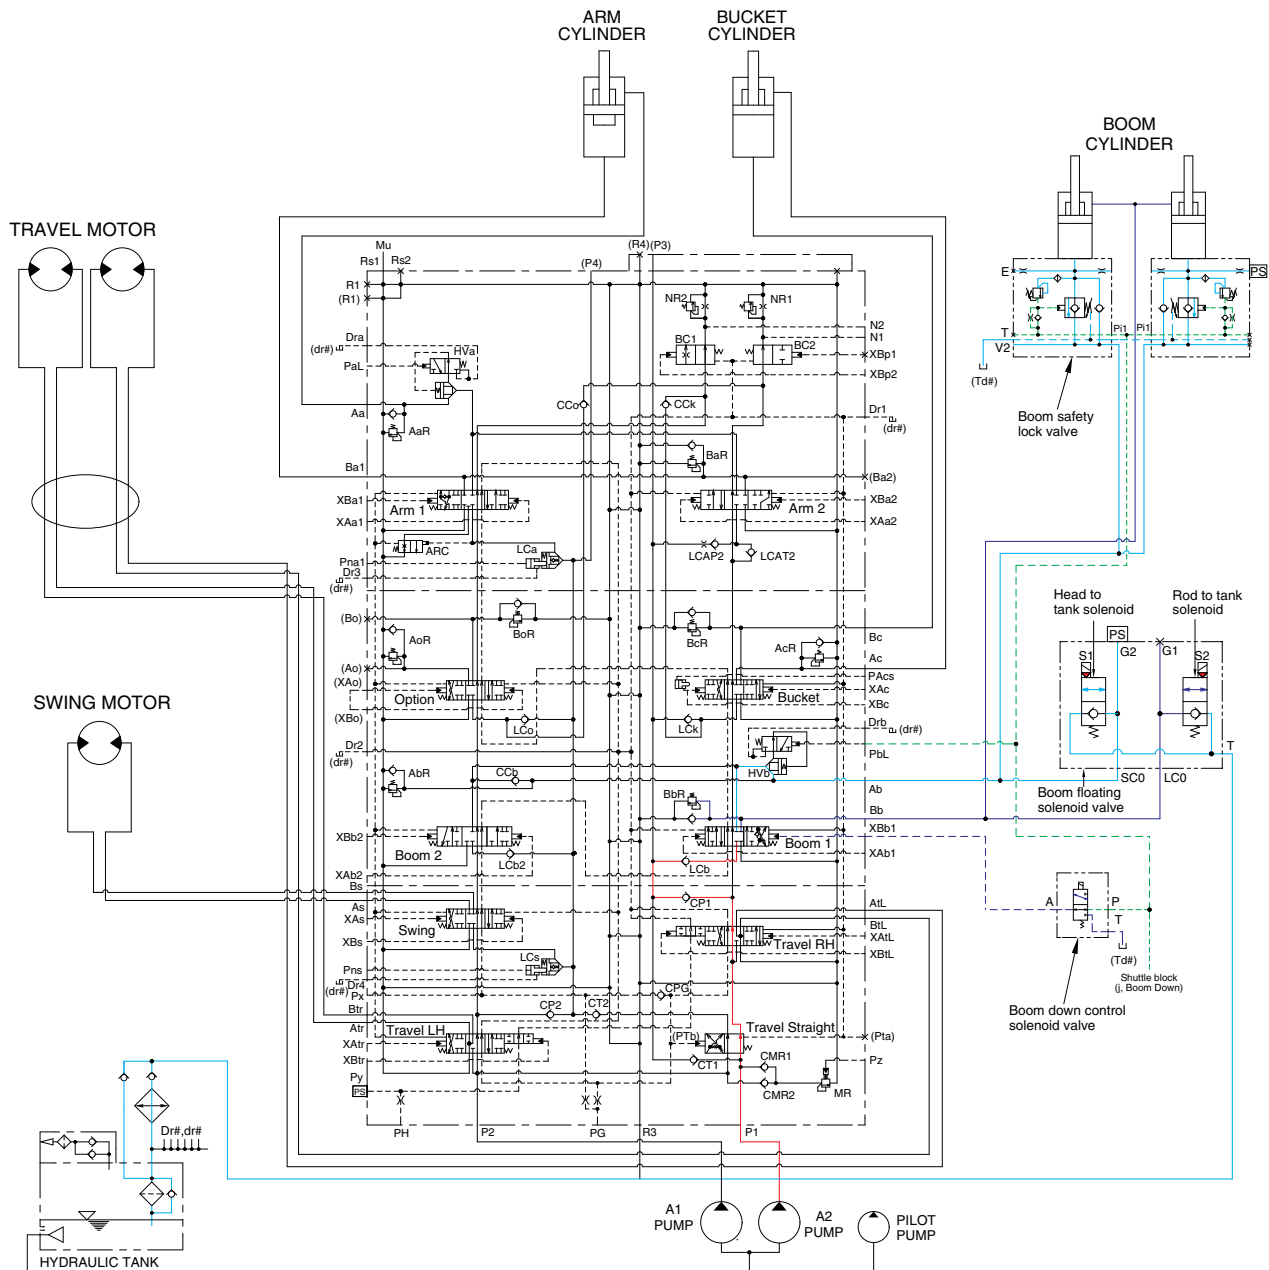 ARM
CYLINDER
BUCKET
CYLINDER
BOOM
CYLINDER
TRAVEL MOTOR
Mu
Rs1
Rs2
(R4)
(P3)
(P4)
R1
(R1)
NR2
NR1
N2
N1
Dra
(dr#)
HVa
PaL
BC1
BC2
XBp1
XBp2
E
PS
T
V2
Pi1
Pi1
(Td#)
Boom safety
lock valve
CCo
CCk
Dr1
(dr#)
Aa
AaR
BaR
Ba1
(Ba2)
XBa1
Arm 1
XAa1
Arm 2
XBa2
XAa2
ARC
LCa
LCAP2
LCAT2
Pna1
Dr3
(dr#)
Head to
tank solenoid
Rod to tank
solenoid
(Bo)
BoR
BcR
Bc
AoR
AcR
Ac
PS
G2
G1
S1
S2
(Ao)
(XAo)
Option
(XBo)
LCo
PAcs
XAc
XBc
Bucket
LCk
SWING MOTOR
Drb
(dr#)
Dr2
(dr#)
PbL
HVb
T
AbR
CCb
Ab
SC0
LC0
Boom floating
solenoid valve
BbR
Bb
XBb2
Boom 2
LCb2
XAb2
XBb1
Boom 1
XAb1
LCb
Bs
As
XAs
Swing
XBs
CP1
AtL
BtL
XAtL
Travel RH
XBtL
A
P
T
(Td#)
Shuttle block
(j, Boom Down)
Boom down control
solenoid valve
Pns
LCs
Dr4
(dr#)
Px
CPG
Btr
CP2
CT2
Atr
Travel LH
Travel Straight
XAtr
(PTb)
(Pta)
XBtr
CT1
CMR1
Pz
Py
CMR2
MR
PS
PH
P2
PG
R3
P1
Dr#,dr#
A1
PUMP
A2
PUMP
PILOT
PUMP
HYDRAULIC TANK